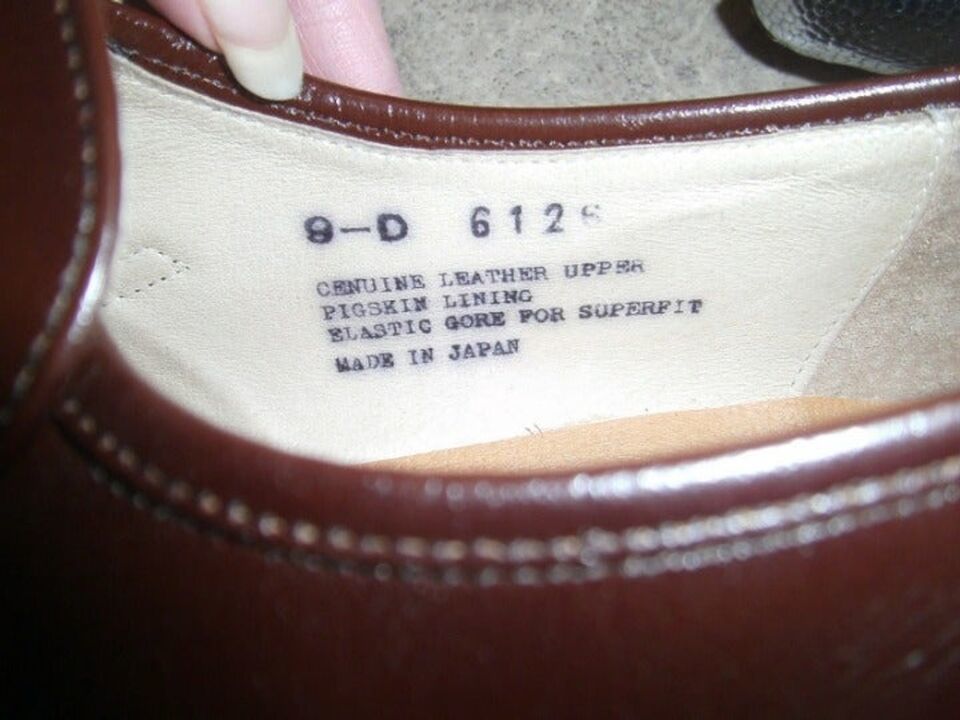 9-D 612
GENUINE LEATHER UPPER
PIGSKIN LINING
ELASTIC GORE FOR SUPERFIT
MADE IN JAPAN